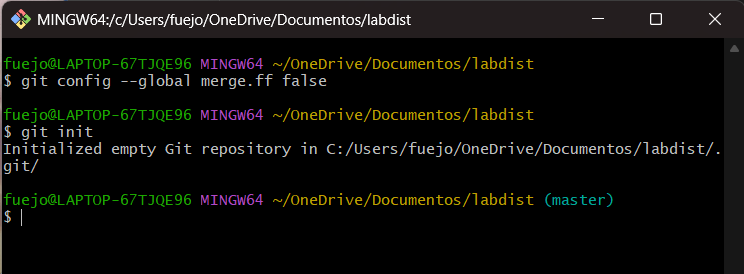 MINGW64:/c/Users/fuejo/OneDrive/Documentos/labdist
fuejo@LAPTOP-67TJQE96 MINGW64 ~/OneDrive/Documentos/labdist
$ git config --global merge.ff false
fuejo@LAPTOP-67TJQE96 MINGW64 ~/OneDrive/Documentos/labdist
$ git init
Initialized empty Git repository in C:/Users/fuejo/OneDrive/Documentos/labdist/.
git/
fuejo@LAPTOP-67TJQE96 MINGW64 ~/OneDrive/Documentos/labdist (master)
$